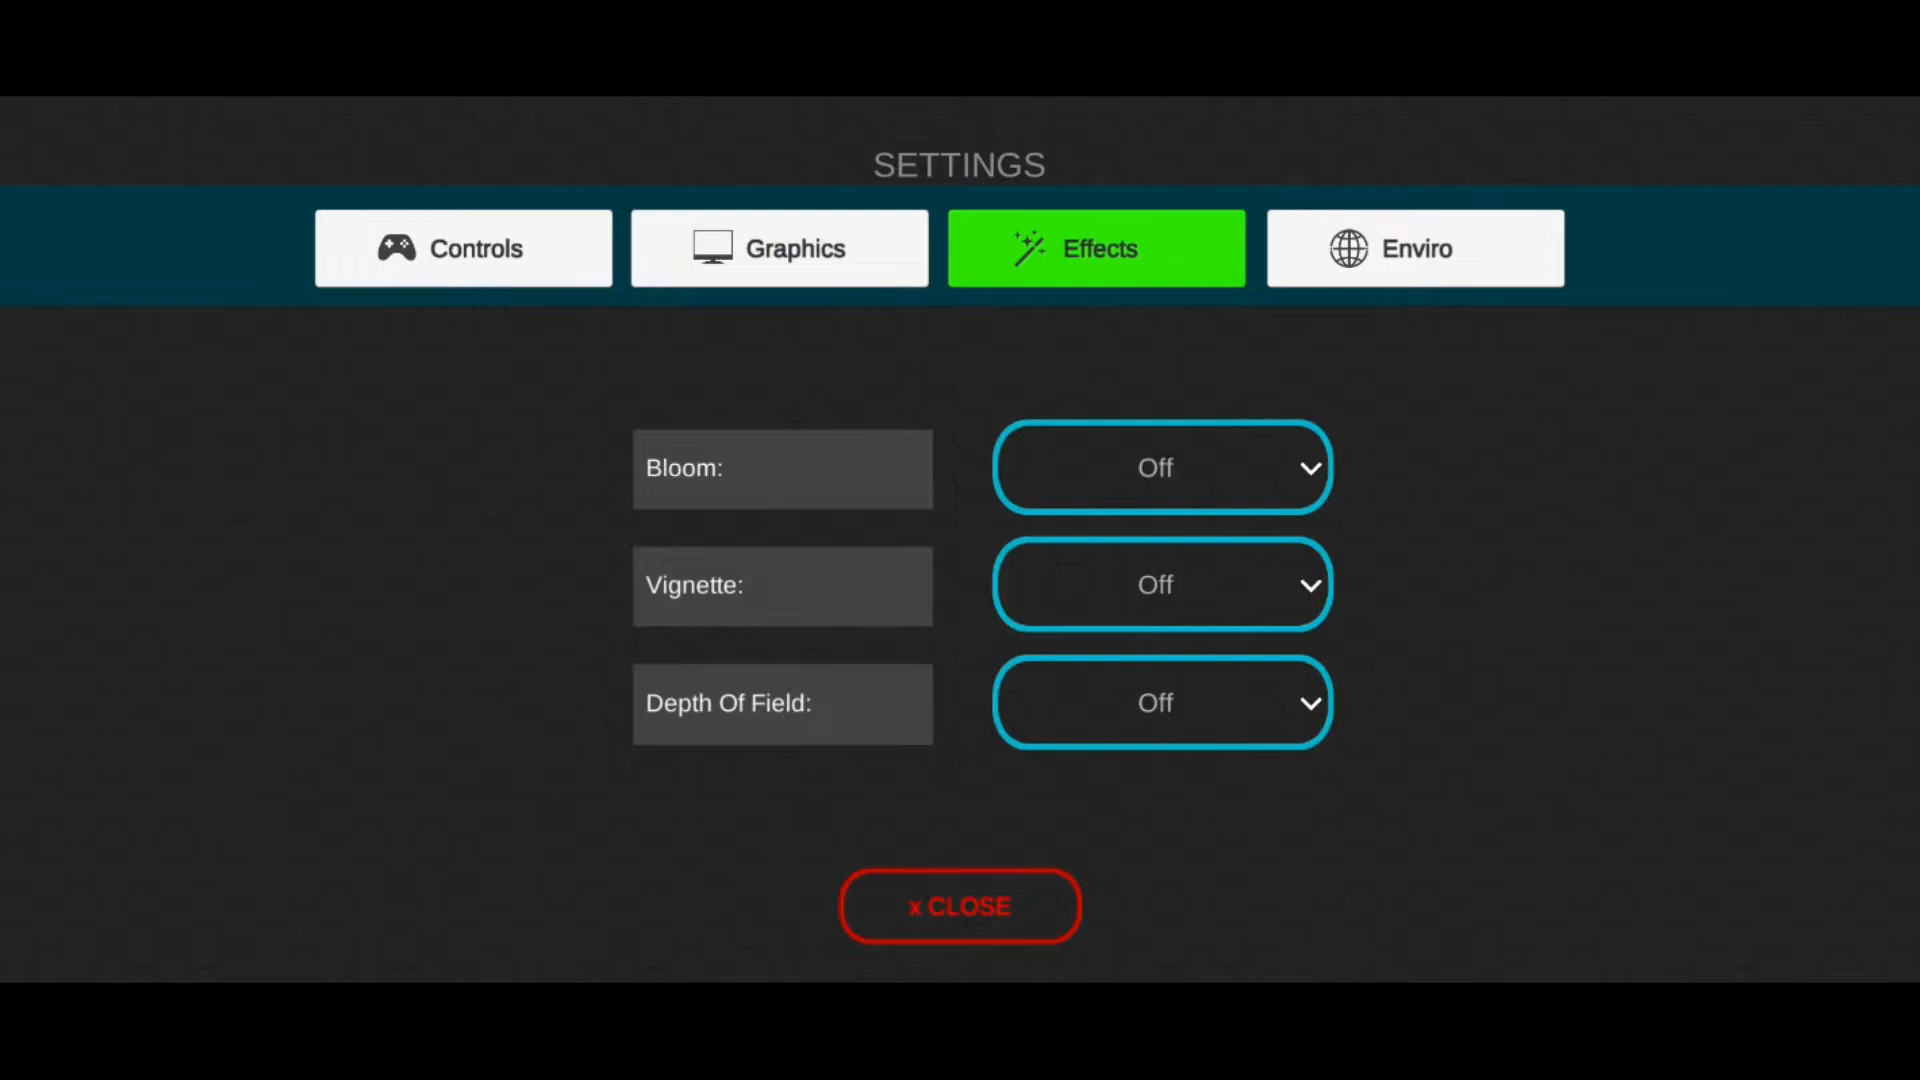 SETTINGS
Controls
Graphics
Effects
Enviro
Bloom:
Off
Vignette:
Off
Depth Of Field:
Off
x CLOSE